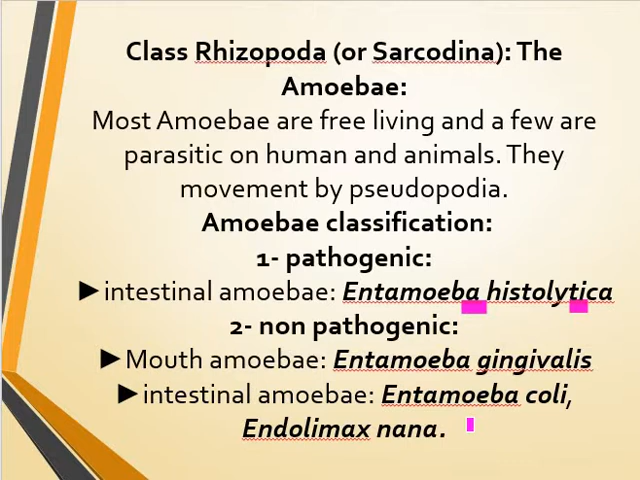 Class Rhizopoda (or Sarcodina): The
Amoebae:
Most Amoebae are free living and a few are
parasitic on human and animals. They
movement by pseudopodia.
Amoebae classification:
1- pathogenic:
►intestinal amoebae: Entamoeba histolytica
2- non pathogenic:
►Mouth amoebae: Entamoeba gingivalis
►intestinal amoebae: Entamoeba coli,
Endolimax nana.